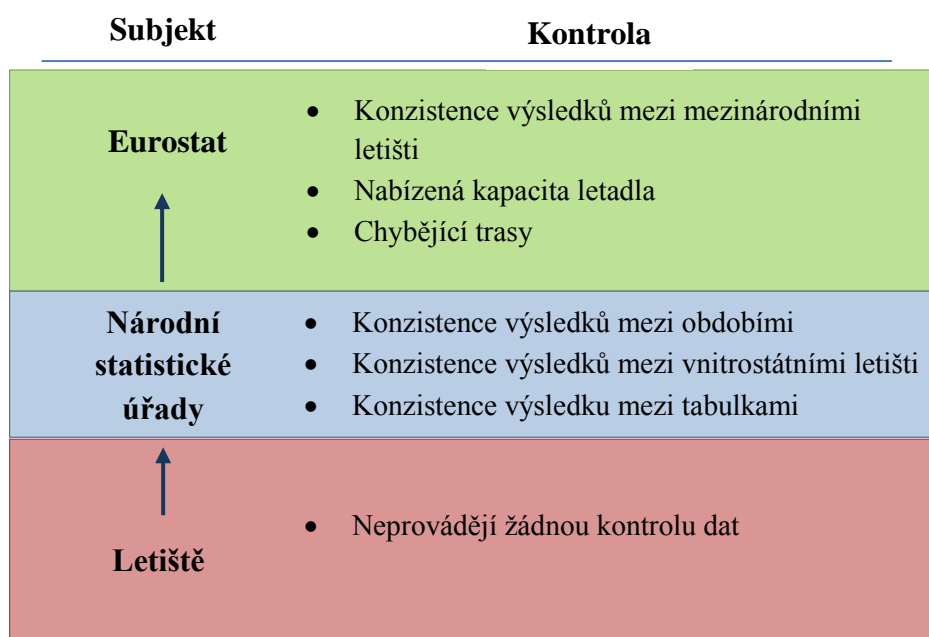 Subjekt Kontrola
Eurostat
• Konzistence výsledků mezi mezinárodními
letišti
• Nabízená kapacita letadla
• Chybějící trasy
Národní
statistické
úřady
• Konzistence výsledků mezi obdobími
• Konzistence výsledků mezi vnitrostátními letišti
• Konzistence výsledku mezi tabulkami
Letiště
• Neprovádějí žádnou kontrolu dat